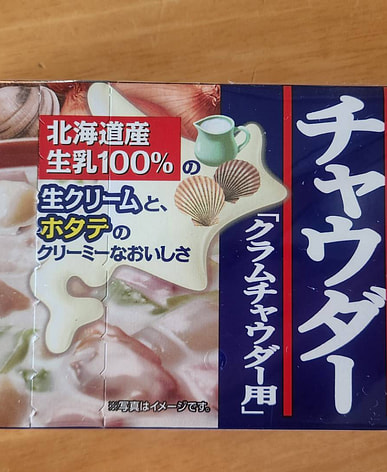 チャウダー
「クラムチャウダー用」
北海道産
生乳100%の
生クリームと、
ホタテの
クリーミーなおいしさ
※写真はイメージです。